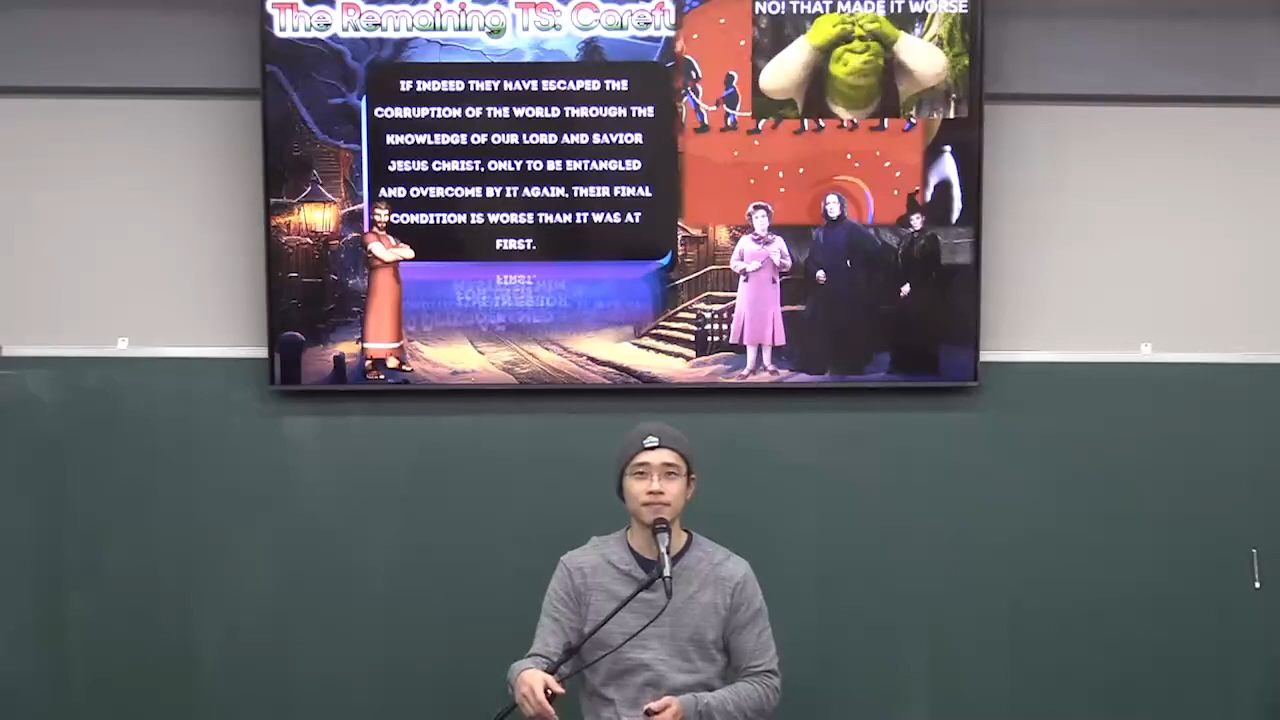 The Remaining TS: Carefu
NO! THAT MADE IT WORSE
IF INDEED THEY HAVE ESCAPED THE
CORRUPTION OF THE WORLD THROUGH THE
KNOWLEDGE OF OUR LORD AND SAVIOR
JESUS CHRIST, ONLY TO BE ENTANGLED
AND OVERCOME BY IT AGAIN, THEIR FINAL
CONDITION IS WORSE THAN IT WAS AT
FIRST.